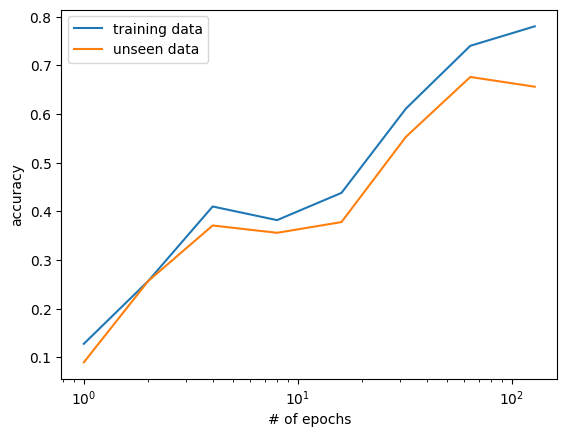 training data
unseen data
0.8
0.7
0.6
0.5
0.4
0.3
0.2
0.1
accuracy
10⁰
10¹
10²
# of epochs